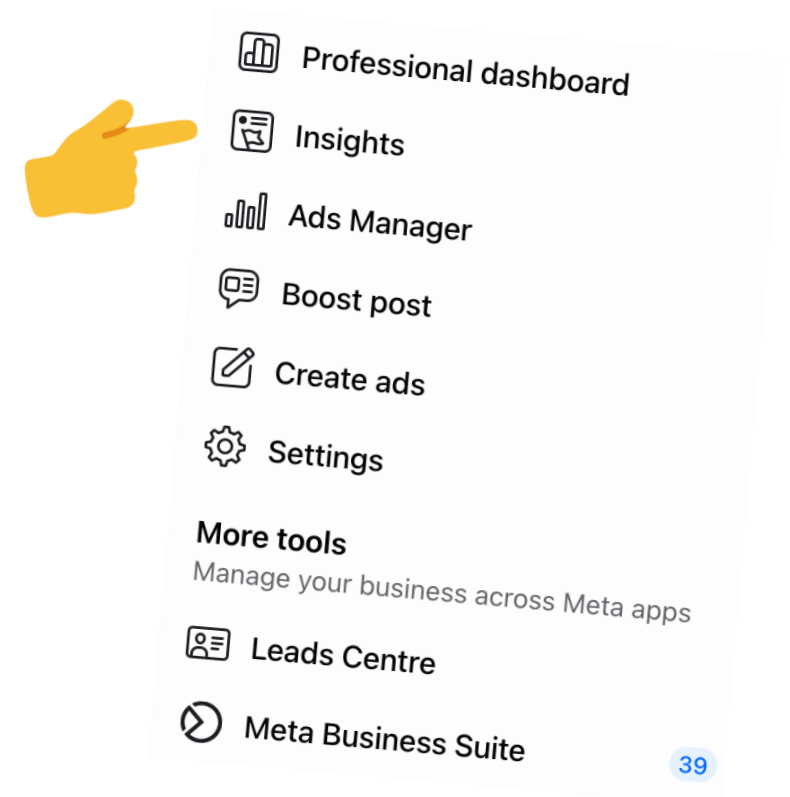 Professional dashboard
Insights
Ads Manager
Boost post
Create ads
Settings
More tools
Manage your business across Meta apps
Leads Centre
Meta Business Suite
39